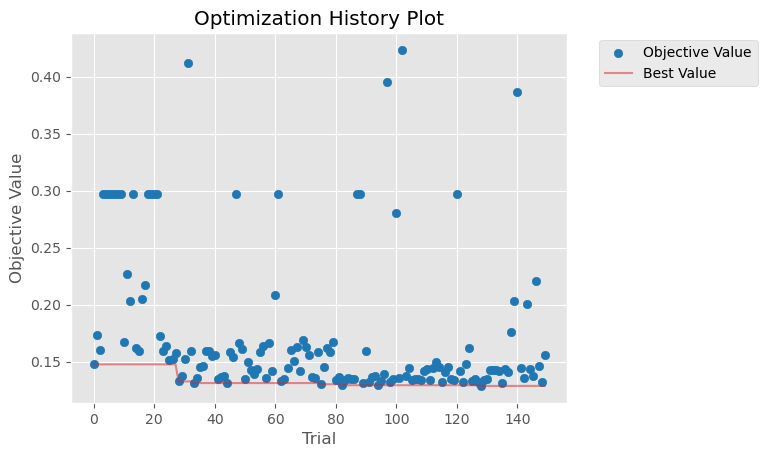 Optimization History Plot
Objective Value
Best Value
Objective Value
0.40
0.35
0.30
0.25
0.20
0.15
0 20 40 60 80 100 120 140
Trial